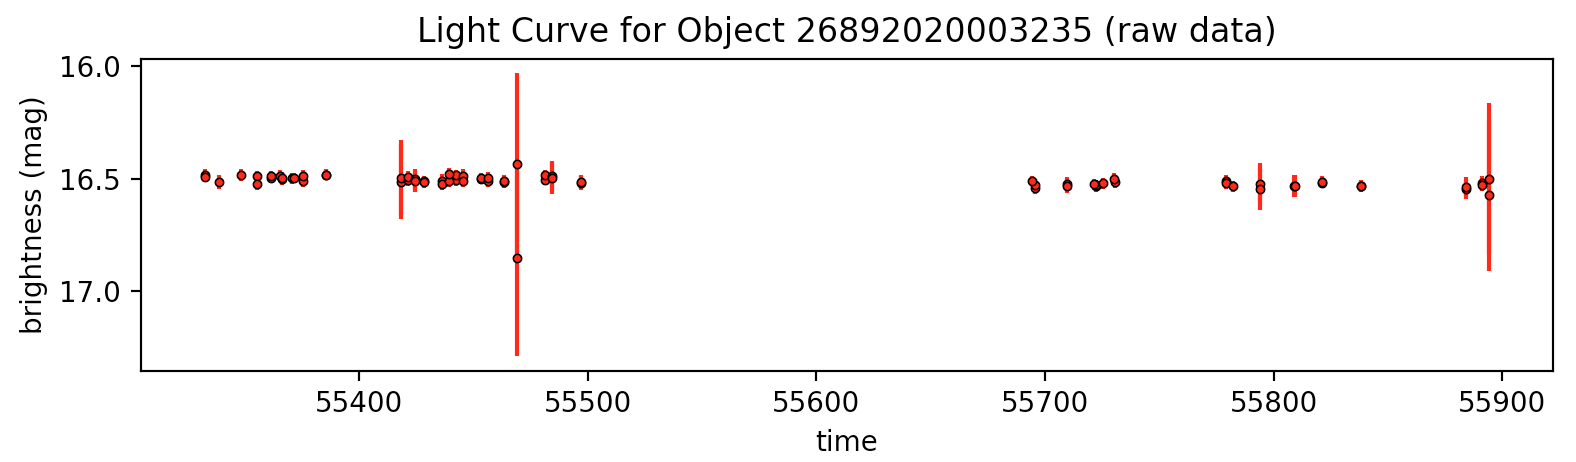 Light Curve for Object 26892020003235 (raw data)
brightness (mag)
16.0
16.5
17.0
55400 55500 55600 55700 55800 55900
time